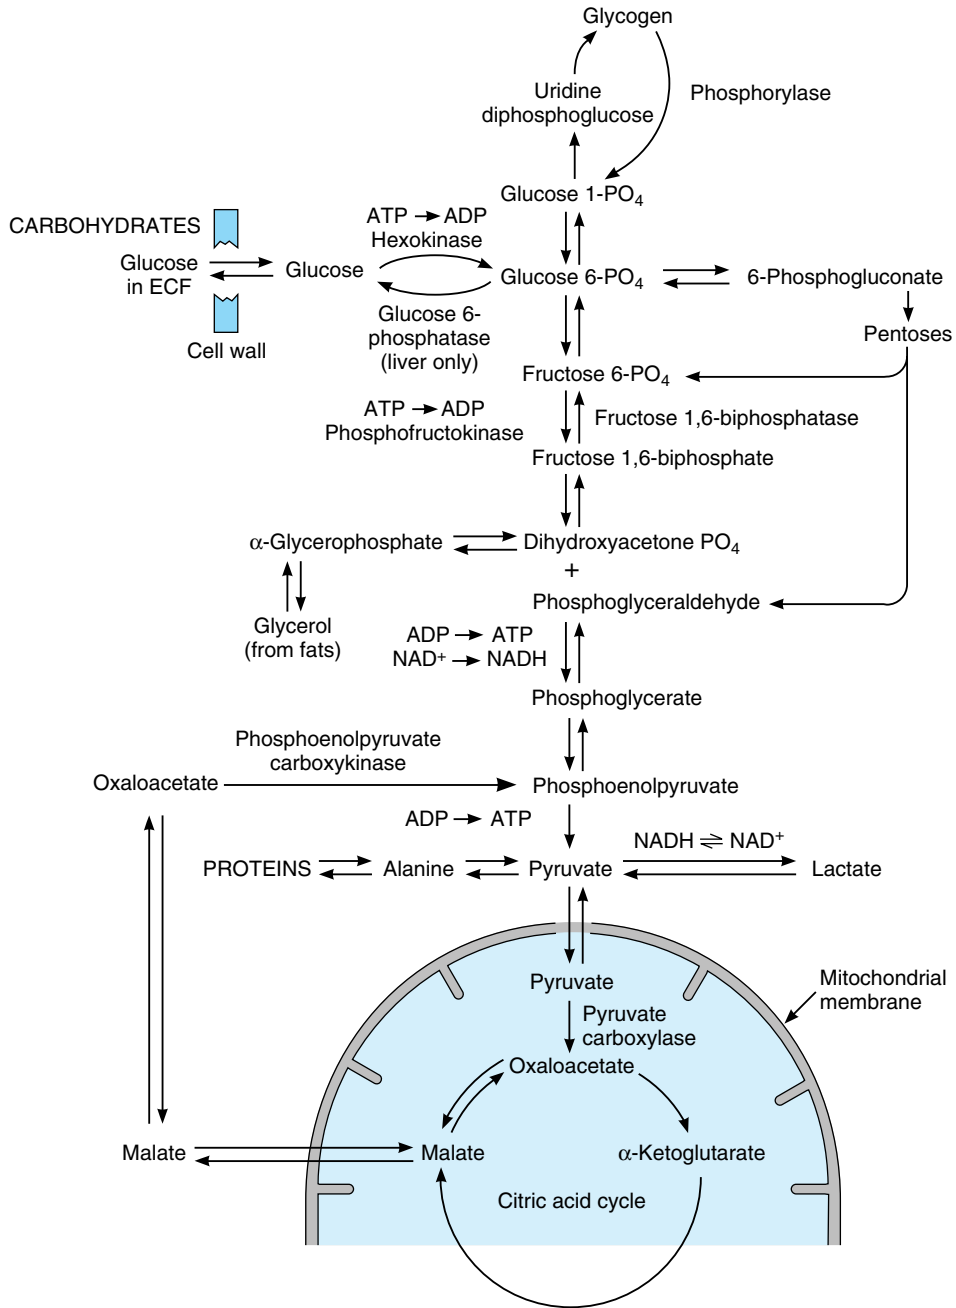 Glycogen
Uridine
diphosphoglucose
Phosphorylase
Glucose 1-PO₄
CARBOHYDRATES
ATP → ADP
Hexokinase
Glucose
in ECF
Glucose
Glucose 6-PO₄
6-Phosphogluconate
Glucose 6-
phosphatase
(liver only)
Cell wall
Pentoses
Fructose 6-PO₄
ATP → ADP
Phosphofructokinase
Fructose 1,6-biphosphatase
Fructose 1,6-biphosphate
α-Glycerophosphate
Dihydroxyacetone PO₄
+
Phosphoglyceraldehyde
Glycerol
(from fats)
ADP → ATP
NAD⁺ → NADH
Phosphoglycerate
Phosphoenolpyruvate
carboxykinase
Oxaloacetate
Phosphoenolpyruvate
ADP → ATP
NADH ⇌ NAD⁺
PROTEINS
Alanine
Pyruvate
Lactate
Pyruvate
Mitochondrial
membrane
Pyruvate
carboxylase
Oxaloacetate
Malate
Malate
α-Ketoglutarate
Citric acid cycle